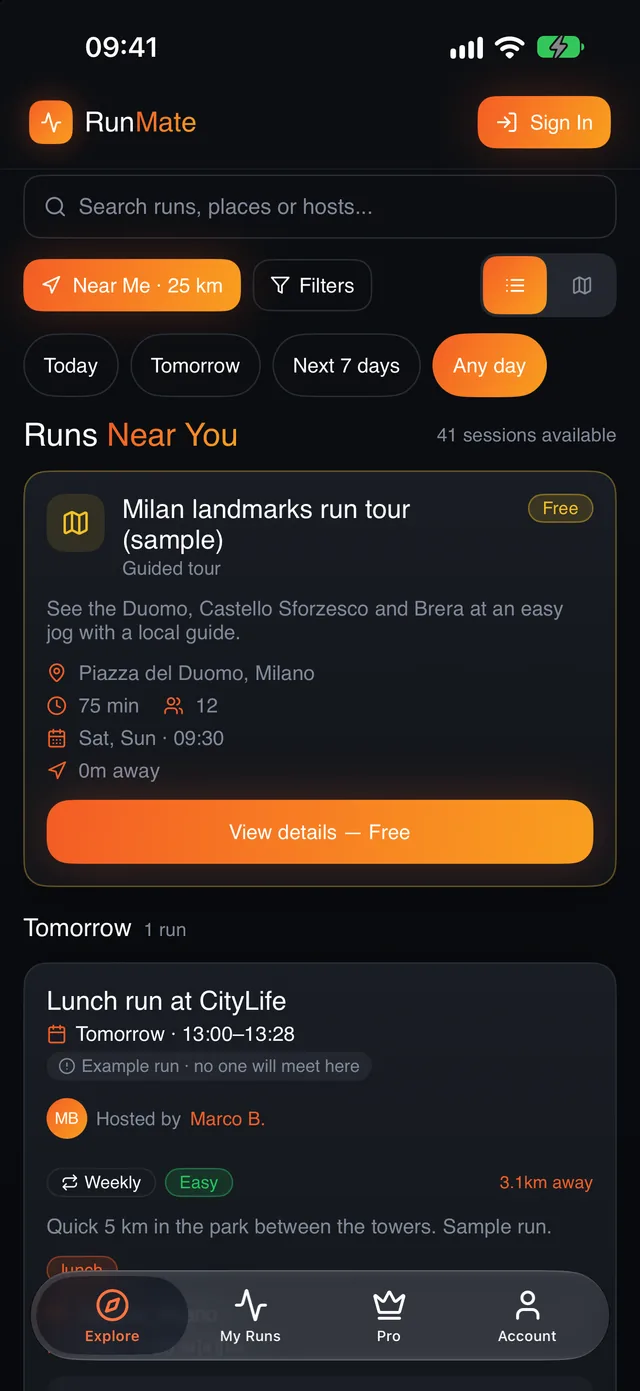 09:41
RunMate
Sign In
Search runs, places or hosts...
Near Me · 25 km
Filters
Today
Tomorrow
Next 7 days
Any day
Runs Near You
41 sessions available
Milan landmarks run tour
(sample)
Free
Guided tour
See the Duomo, Castello Sforzesco and Brera at an easy
jog with a local guide.
Piazza del Duomo, Milano
75 min 12
Sat, Sun · 09:30
0m away
View details — Free
Tomorrow 1 run
Lunch run at CityLife
Tomorrow · 13:00–13:28
Example run · no one will meet here
MB Hosted by Marco B.
Weekly
Easy
3.1km away
Quick 5 km in the park between the towers. Sample run.
lunch
Explore
My Runs
Pro
Account